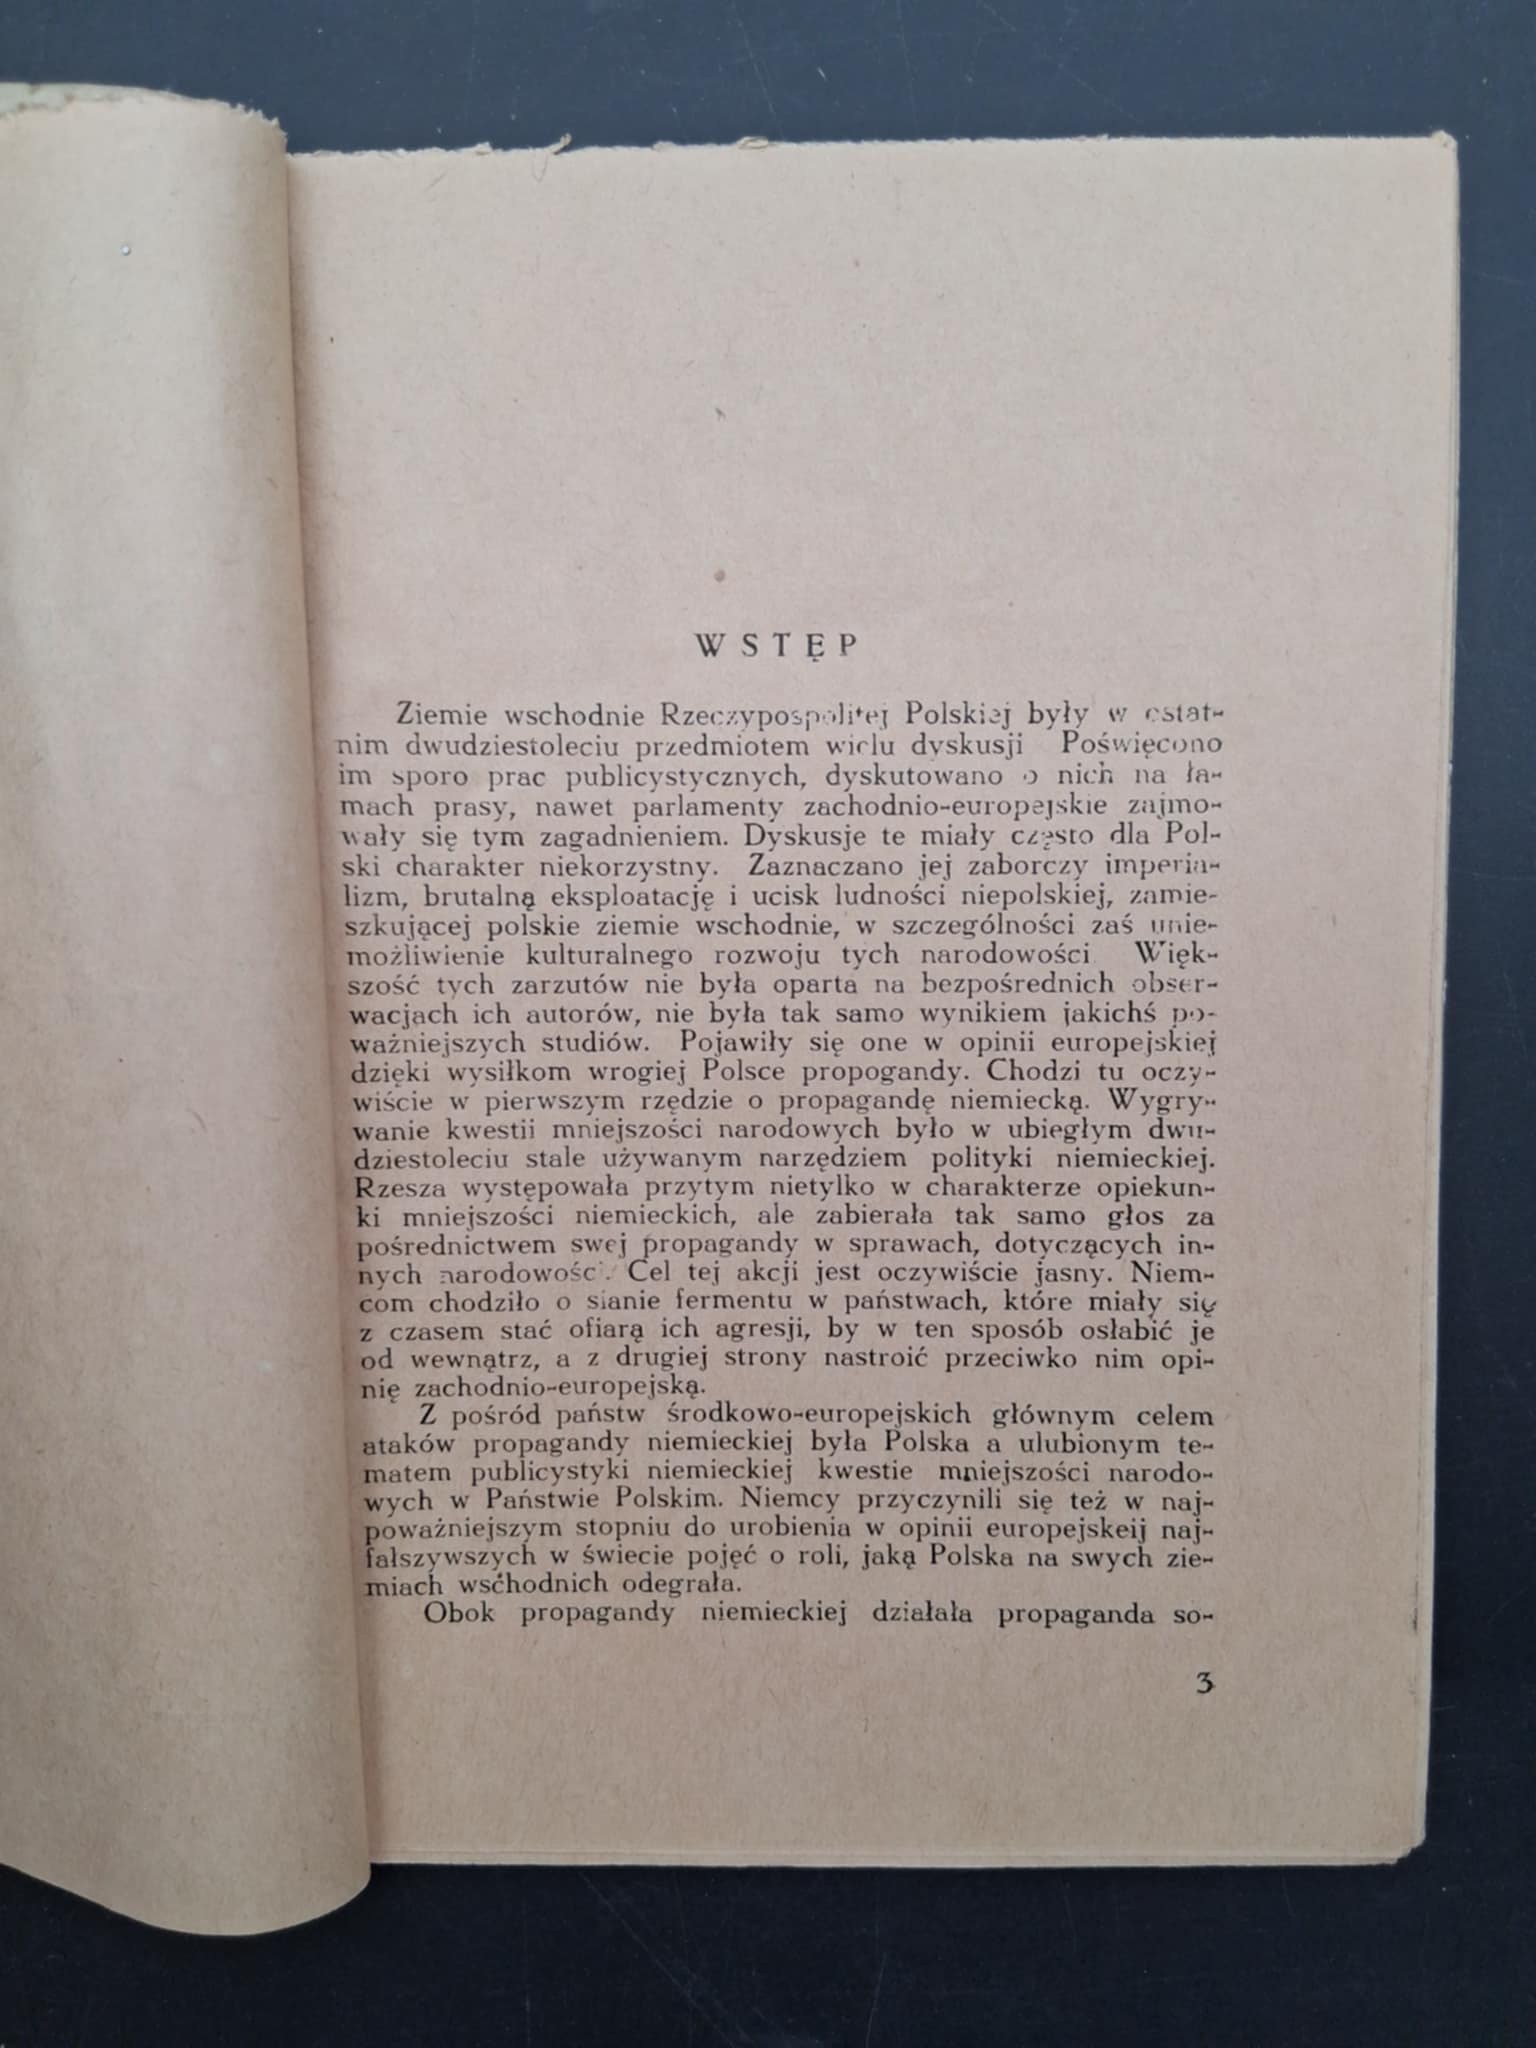 WSTĘP
Ziemie wschodnie Rzeczypospolitej Polskiej były w ostat-
nim dwudziestoleciu przedmiotem wielu dyskusji Poświęcono
im sporo prac publicystycznych, dyskutowano o nich na ła-
mach prasy, nawet parlamenty zachodnio-europejskie zajmo-
wały się tym zagadnieniem. Dyskusje te miały często dla Pol-
ski charakter niekorzystny. Zaznaczano jej zaborczy imperia-
lizm, brutalną eksploatację i ucisk ludności niepolskiej, zamie-
szkującej polskie ziemie wschodnie, w szczególności zaś unie-
możliwienie kulturalnego rozwoju tych narodowości Więk-
szość tych zarzutów nie była oparta na bezpośrednich obser-
wacjach ich autorów, nie była tak samo wynikiem jakichś po-
ważniejszych studiów. Pojawiły się one w opinii europejskiej
dzięki wysiłkom wrogiej Polsce propogandy. Chodzi tu oczy-
wiście w pierwszym rzędzie o propagandę niemiecką. Wygry-
wanie kwestii mniejszości narodowych było w ubiegłym dwu-
dziestoleciu stale używanym narzędziem polityki niemieckiej.
Rzesza występowała przytym nietylko w charakterze opiekun-
ki mniejszości niemieckich, ale zabierała tak samo głos za
pośrednictwem swej propagandy w sprawach, dotyczących in-
nych narodowości. Cel tej akcji jest oczywiście jasny. Niem-
com chodziło o sianie fermentu w państwach, które miały się
z czasem stać ofiarą ich agresji, by w ten sposób osłabić je
od wewnątrz, a z drugiej strony nastroić przeciwko nim opi-
nię zachodnio-europejską.
Z pośród państw środkowo-europejskich głównym celem
ataków propagandy niemieckiej była Polska a ulubionym te-
matem publicystyki niemieckiej kwestie mniejszości narodo-
wych w Państwie Polskim. Niemcy przyczynili się też w naj-
poważniejszym stopniu do urobienia w opinii europejskeij naj-
fałszywszych w świecie pojęć o roli, jaką Polska na swych zie-
miach wschodnich odegrała.
Obok propagandy niemieckiej działała propaganda so-
3